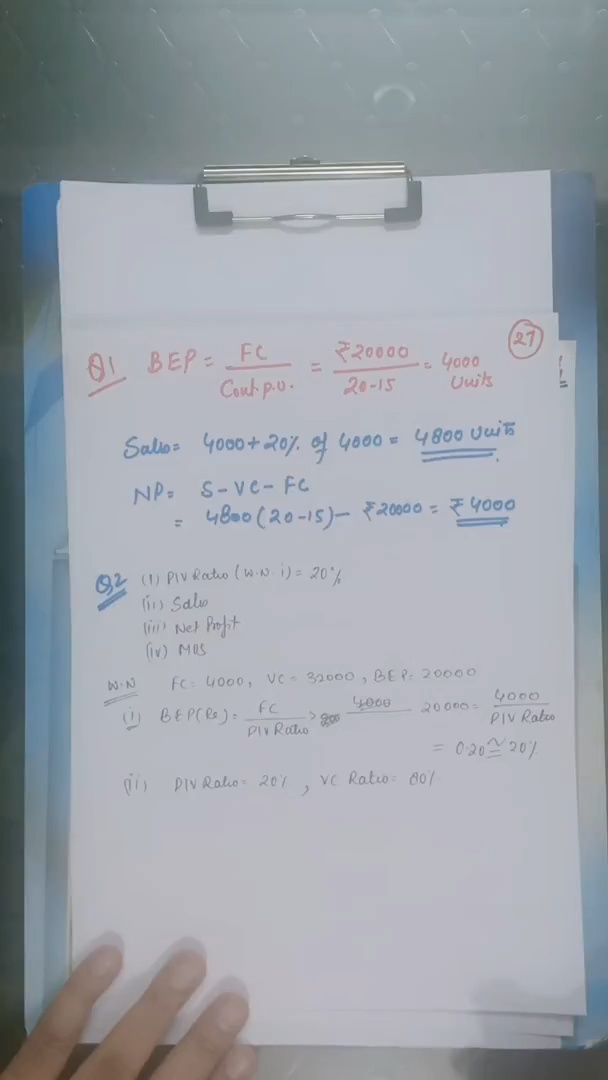 27
Q1 BEP = FC / Cont p.u. = ₹20000 / 20-15 = 4000 Units
Sales = 4000 + 20% of 4000 = 4800 Units
NP = S - VC - FC
= 4800 (20-15) - ₹20000 = ₹4000
Q2 (i) P/V Ratio (W.N. i) = 20%
(ii) Sales
(iii) Net Profit
(iv) MOS
W.N FC = 4000, VC = 32000, BEP = 20000
(i) BEP(Rs) = FC / P/V Ratio 4000 20000 = 4000 / P/V Ratio
= 0.20 ≅ 20%
(ii) P/V Ratio = 20%, VC Ratio = 80%